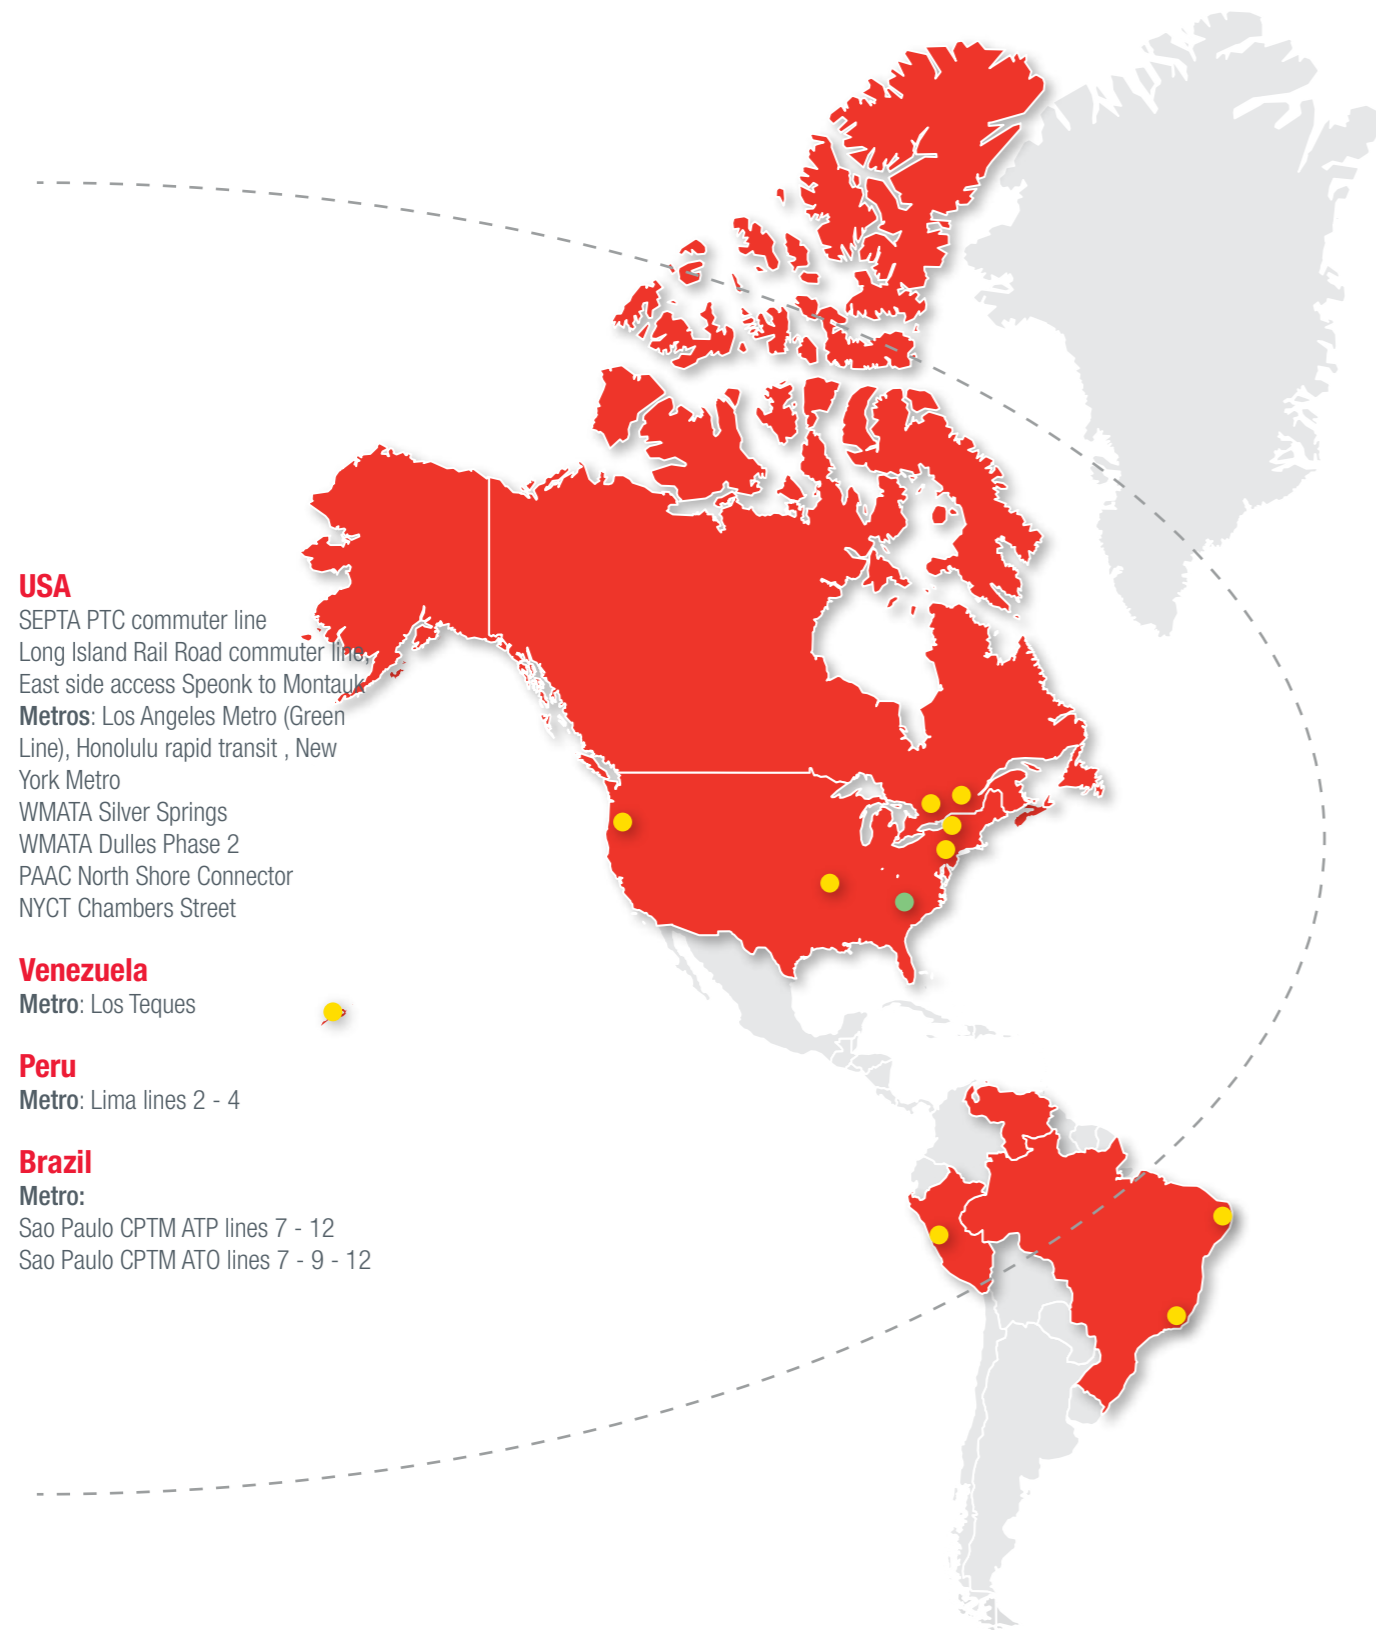 USA
SEPTA PTC commuter line
Long Island Rail Road commuter line,
East side access Speonk to Montauk
Metros: Los Angeles Metro (Green
Line), Honolulu rapid transit , New
York Metro
WMATA Silver Springs
WMATA Dulles Phase 2
PAAC North Shore Connector
NYCT Chambers Street
Venezuela
Metro: Los Teques
Peru
Metro: Lima lines 2 - 4
Brazil
Metro:
Sao Paulo CPTM ATP lines 7 - 12
Sao Paulo CPTM ATO lines 7 - 9 - 12